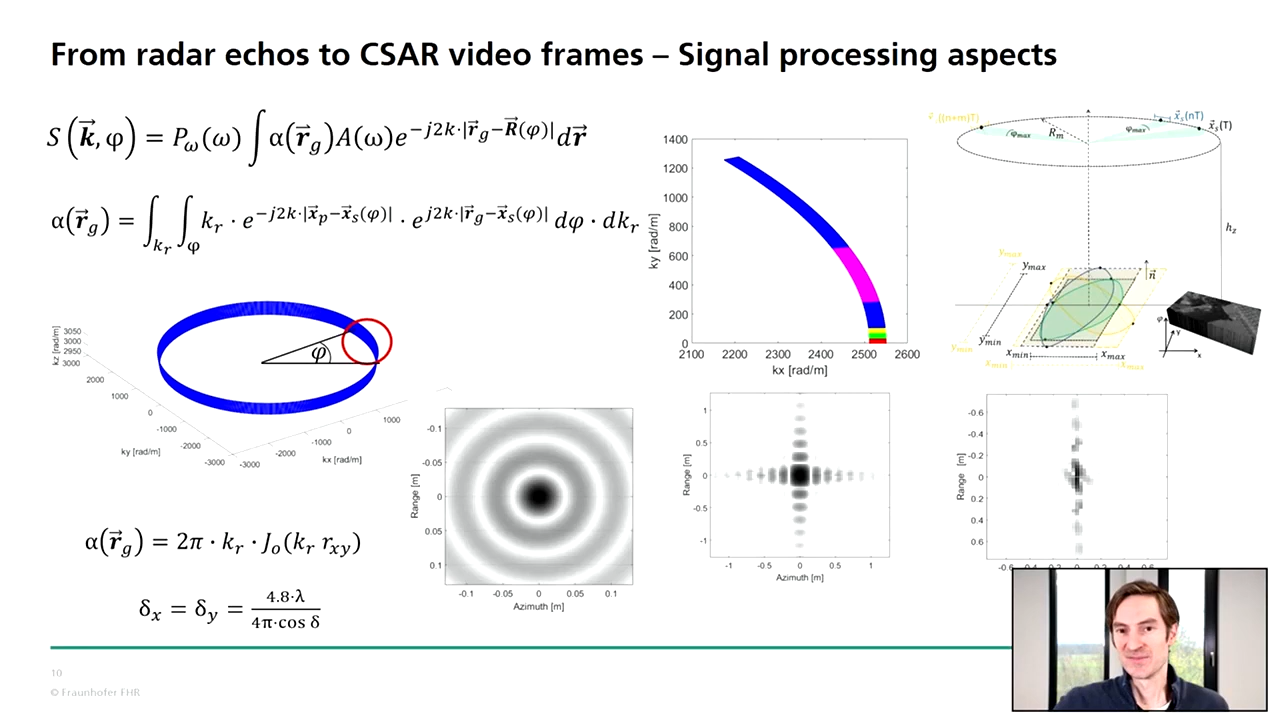 From radar echos to CSAR video frames – Signal processing aspects
S(k⃗, φ) = P_ω(ω) ∫ α(r⃗_g)A(ω)e^{−j2k·|r⃗_g−R⃗(φ)|} dr⃗
α(r⃗_g) = ∫_{k_r} ∫_φ k_r · e^{−j2k·|x⃗_p−x⃗_s(φ)|} · e^{j2k·|r⃗_g−x⃗_s(φ)|} dφ · dk_r
kz [rad/m]
3050
3000
2950
3000
2000
1000
0
-1000
-2000
-3000
ky [rad/m]
-3000
-2000
-1000
0
1000
kx [rad/m]
φ
ky [rad/m]
1400
1200
1000
800
600
400
200
0
2100 2200 2300 2400 2500 2600
kx [rad/m]
x⃗_s(nT)
x⃗_s(T)
φ_max
R_m
φ_max
h_z
y_max
y_max
n⃗
y_min
y_min
x_min
x_max
x_min
x_max
φ
y
x
Range [m]
-0.1
-0.05
0
0.05
0.1
-0.1 -0.05 0 0.05 0.1
Azimuth [m]
Range [m]
1
0.5
0
-0.5
-1
-1 -0.5 0 0.5 1
Azimuth [m]
Range [m]
-0.6
-0.4
-0.2
0
0.2
0.4
0.6
α(r⃗_g) = 2π · k_r · J_o(k_r r_xy)
δ_x = δ_y = 4.8·λ / 4π·cos δ
10
© Fraunhofer FHR